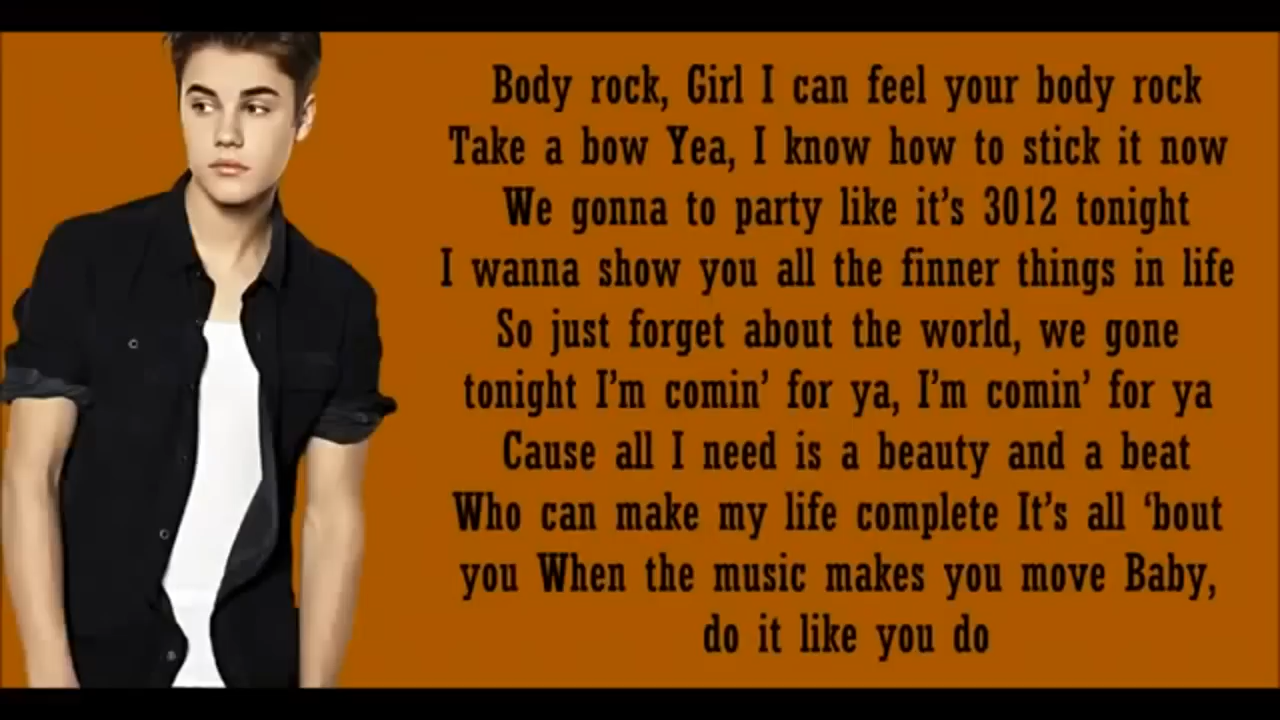 Body rock, Girl I can feel your body rock
Take a bow Yea, I know how to stick it now
We gonna to party like it's 3012 tonight
I wanna show you all the finner things in life
So just forget about the world, we gone
tonight I'm comin' for ya, I'm comin' for ya
Cause all I need is a beauty and a beat
Who can make my life complete It's all ‘bout
you When the music makes you move Baby,
do it like you do